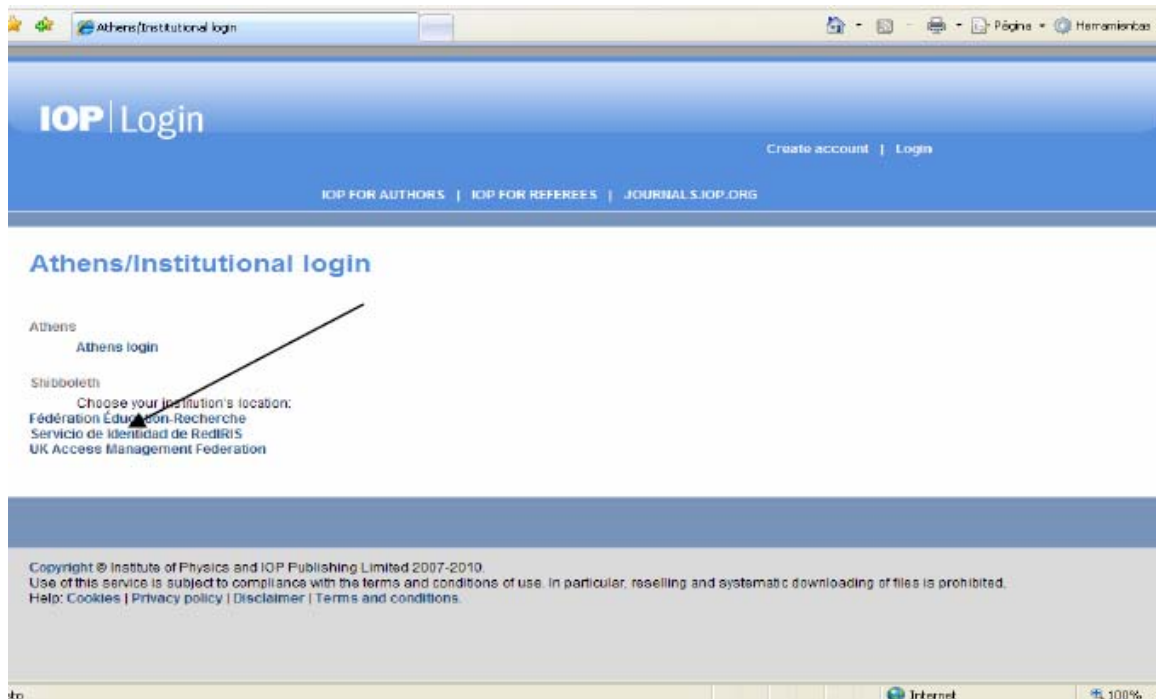 Athens/Institutional login
Página
Herramientas
IOP Login
Create account | Login
IOP FOR AUTHORS | IOP FOR REFEREES | JOURNALS.IOP.ORG
Athens/Institutional login
Athens
Athens login
Shibboleth
Choose your institution's location:
Fédération Éducation-Recherche
Servicio de Identidad de RedIRIS
UK Access Management Federation
Copyright © Institute of Physics and IOP Publishing Limited 2007-2010.
Use of this service is subject to compliance with the terms and conditions of use. In particular, reselling and systematic downloading of files is prohibited.
Help: Cookies | Privacy policy | Disclaimer | Terms and conditions.
Internet
100%